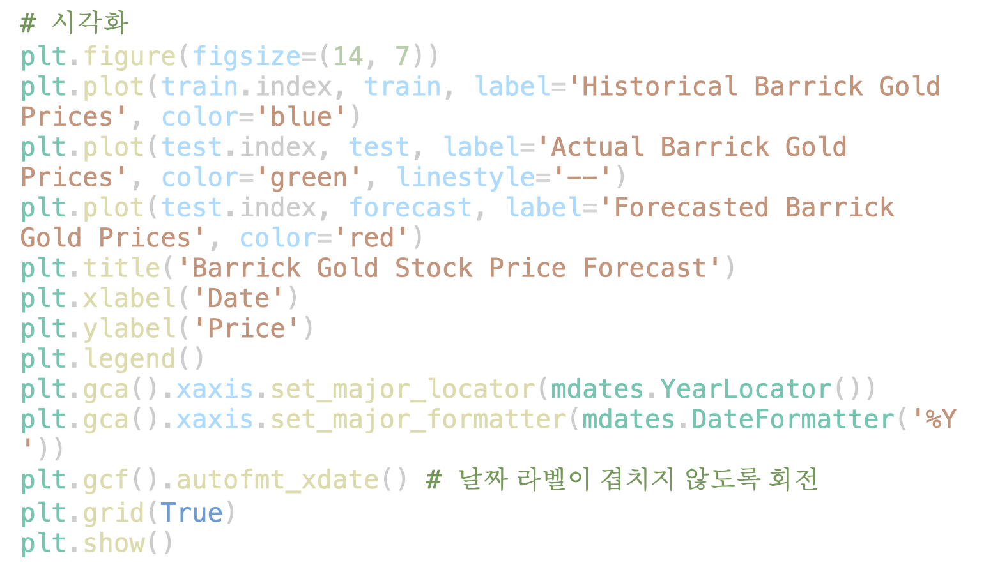 # 시각화
plt.figure(figsize=(14, 7))
plt.plot(train.index, train, label='Historical Barrick Gold
Prices', color='blue')
plt.plot(test.index, test, label='Actual Barrick Gold
Prices', color='green', linestyle='--')
plt.plot(test.index, forecast, label='Forecasted Barrick
Gold Prices', color='red')
plt.title('Barrick Gold Stock Price Forecast')
plt.xlabel('Date')
plt.ylabel('Price')
plt.legend()
plt.gca().xaxis.set_major_locator(mdates.YearLocator())
plt.gca().xaxis.set_major_formatter(mdates.DateFormatter('%Y
'))
plt.gcf().autofmt_xdate() # 날짜 라벨이 겹치지 않도록 회전
plt.grid(True)
plt.show()